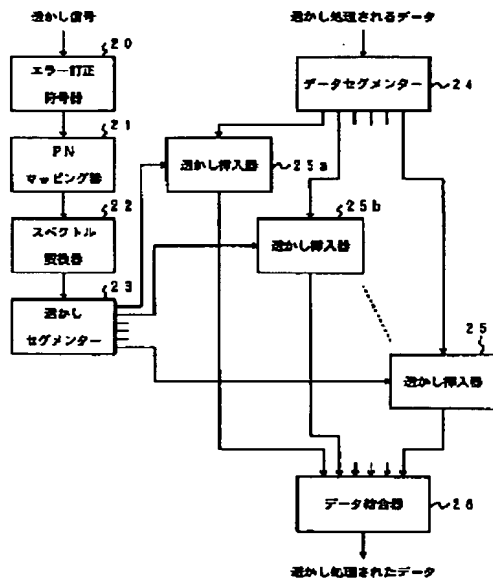 透かし信号
20
エラー訂正
符号器
21
PN
マッピング器
22
スペクトル
変換器
23
透かし
セグメンター
透かし処理されるデータ
データセグメンター
24
透かし挿入器
25a
25b
透かし挿入器
25
透かし挿入器
データ結合器
26
透かし処理されたデータ